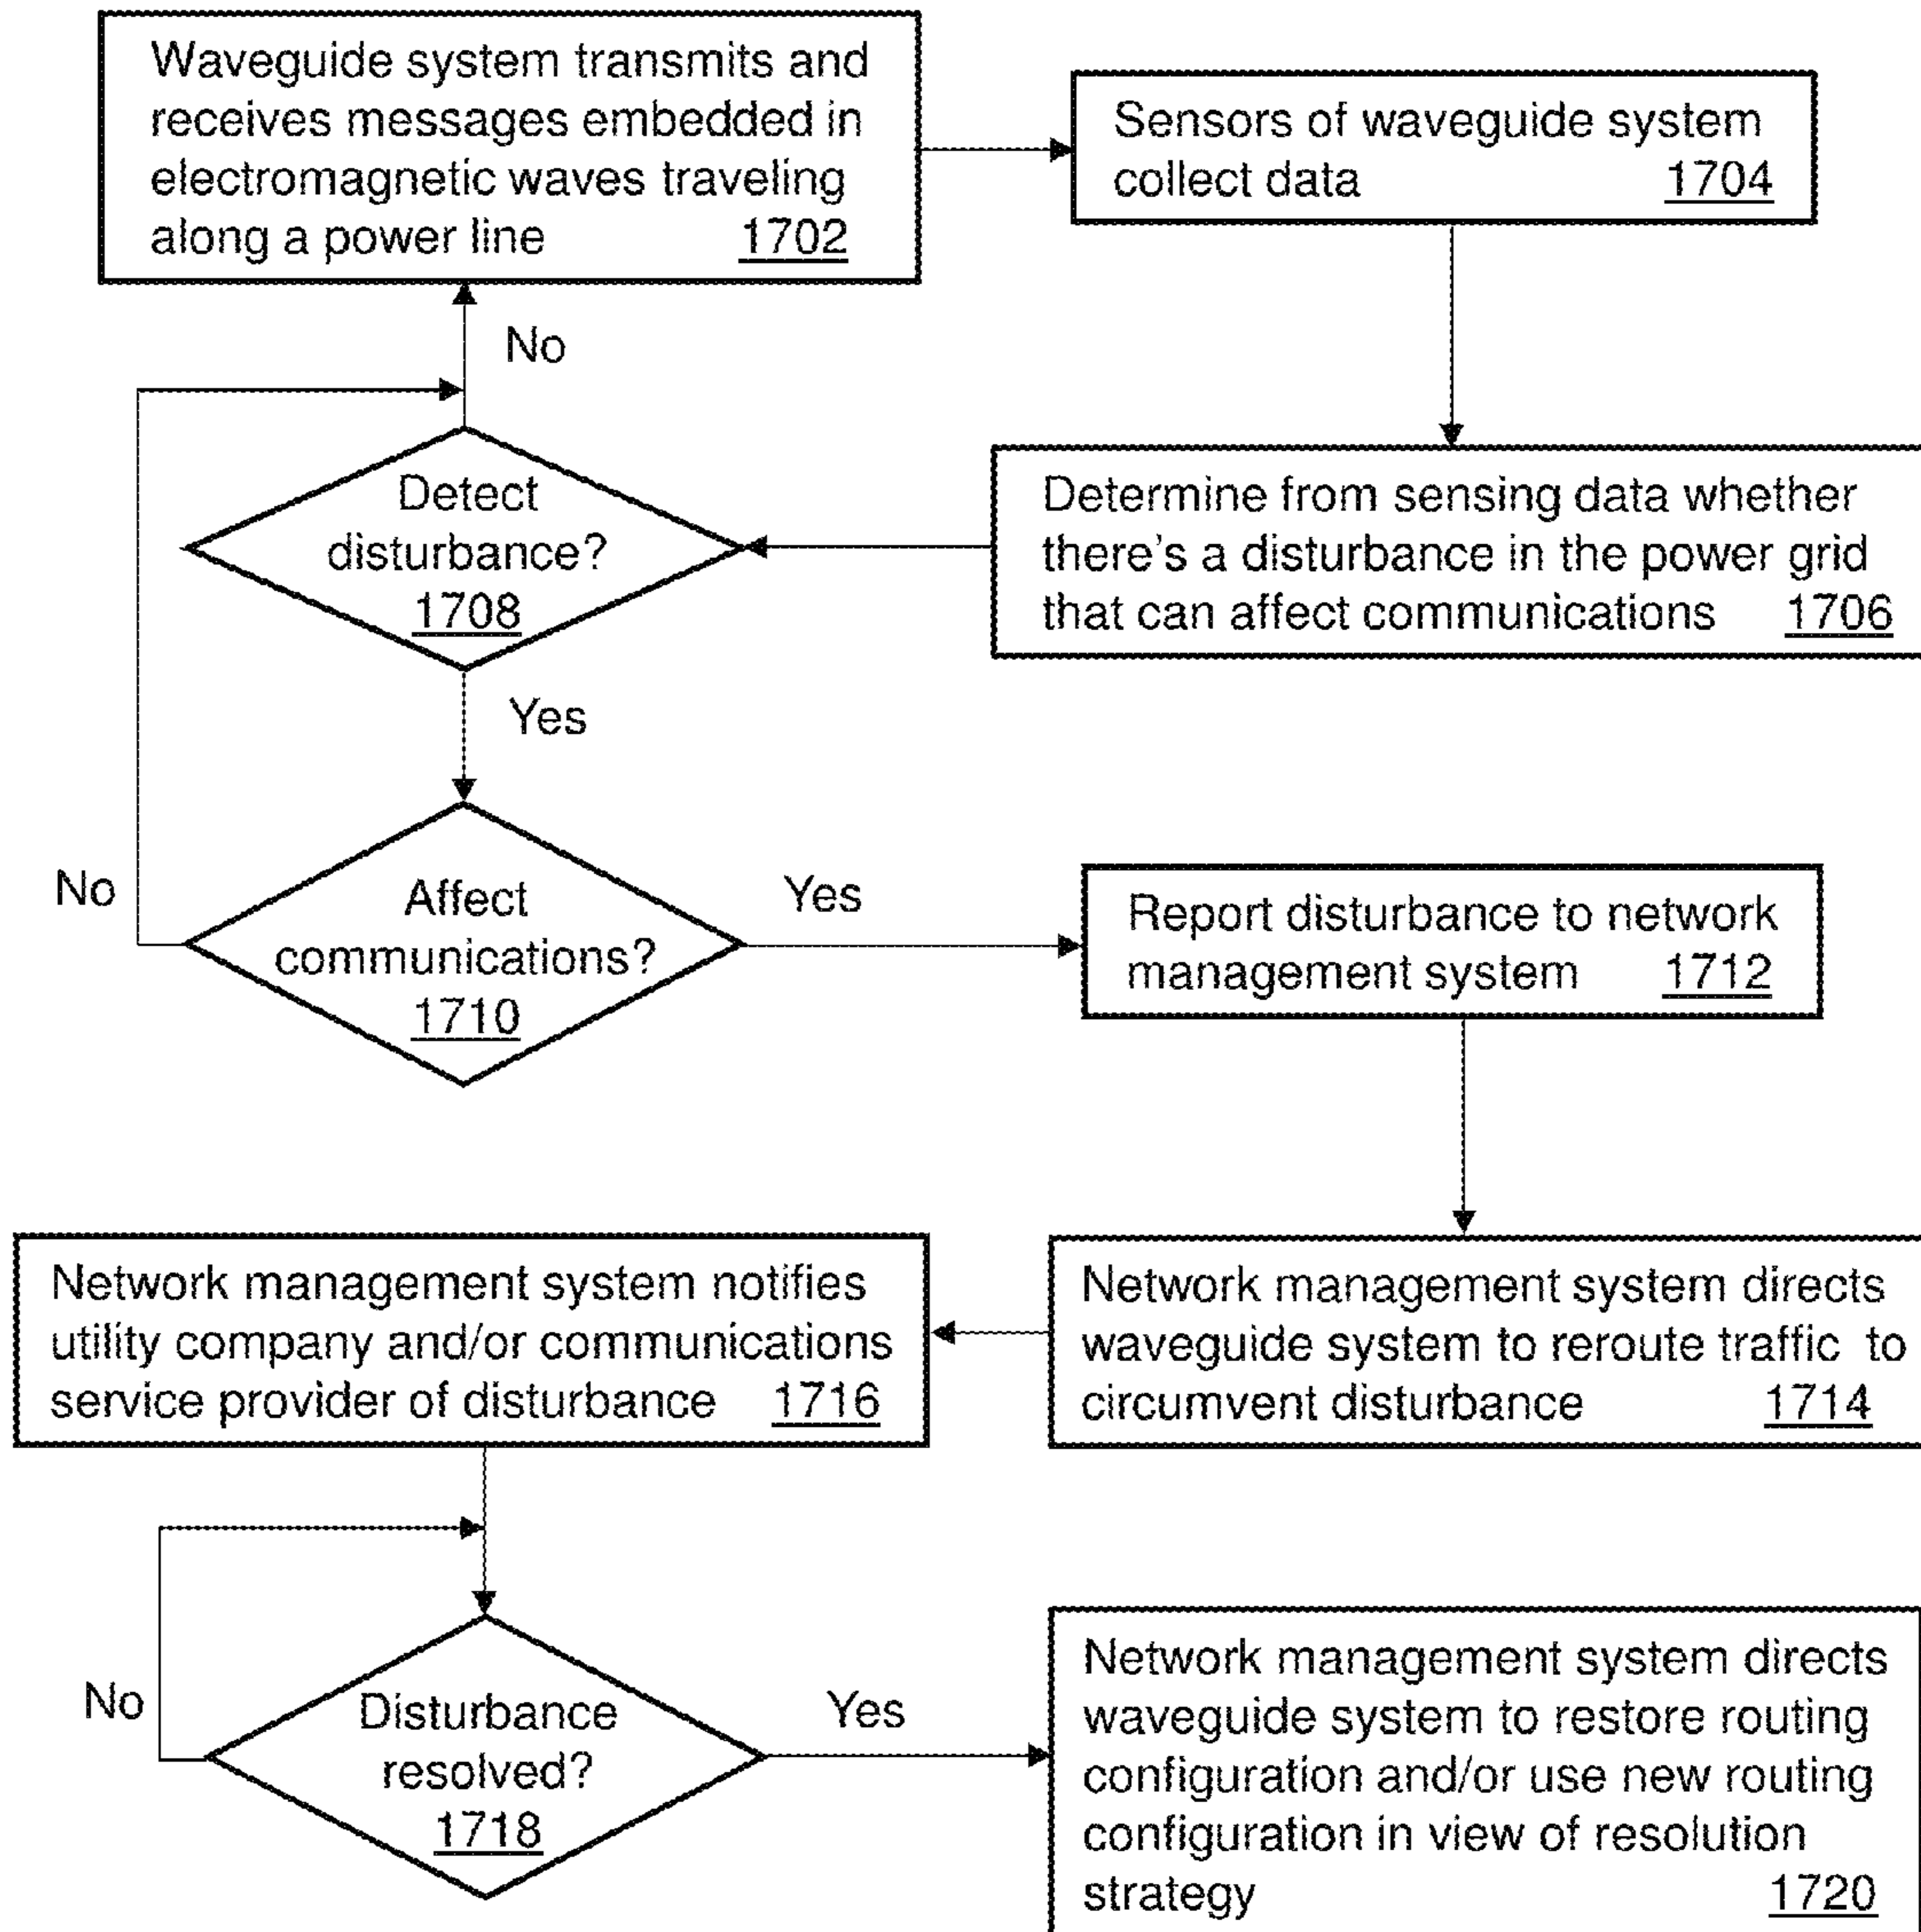 Waveguide system transmits and
receives messages embedded in
electromagnetic waves traveling
along a power line 1702
Sensors of waveguide system
collect data 1704
No
Detect
disturbance?
1708
Determine from sensing data whether
there's a disturbance in the power grid
that can affect communications 1706
Yes
No
Affect
communications?
1710
Yes
Report disturbance to network
management system 1712
Network management system notifies
utility company and/or communications
service provider of disturbance 1716
Network management system directs
waveguide system to reroute traffic to
circumvent disturbance 1714
No
Disturbance
resolved?
1718
Yes
Network management system directs
waveguide system to restore routing
configuration and/or use new routing
configuration in view of resolution
strategy 1720